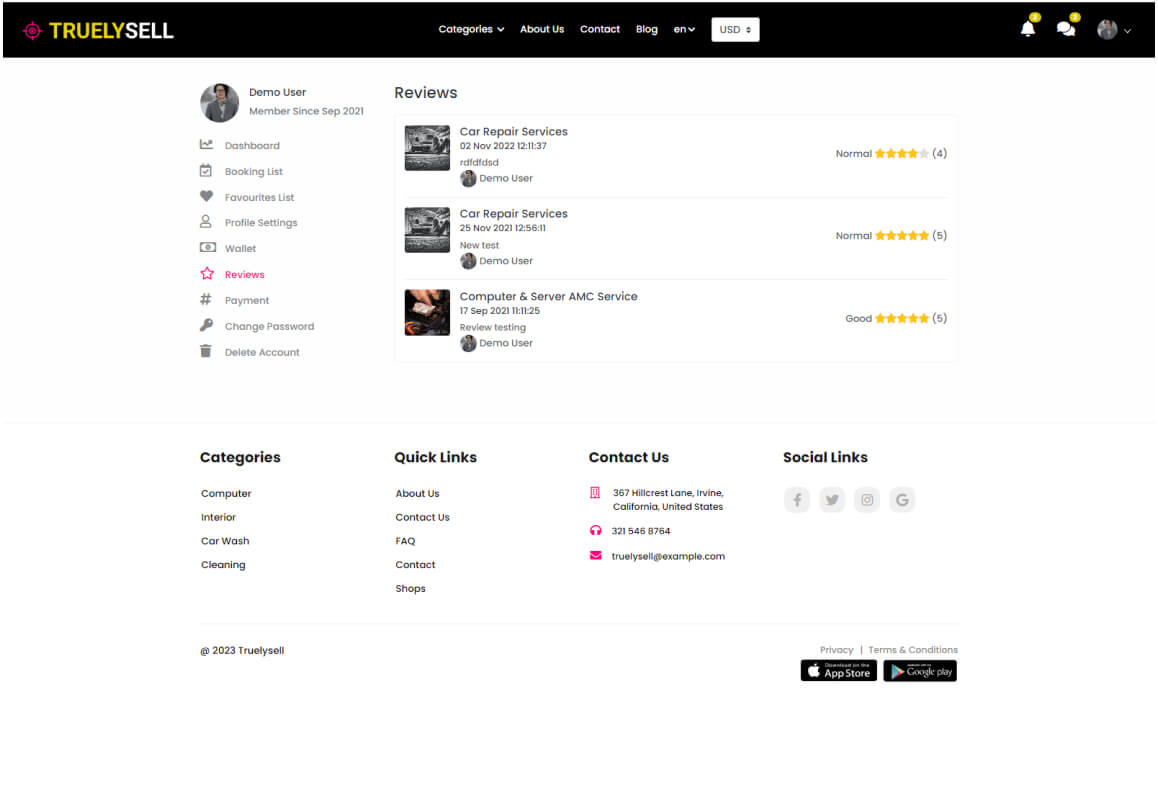 TRUELYSELL
Categories About Us Contact Blog en USD
Demo User
Member Since Sep 2021
Dashboard
Booking List
Favourites List
Profile Settings
Wallet
Reviews
Payment
Change Password
Delete Account
Reviews
Car Repair Services
02 Nov 2022 12:11:37
rdfdfdsd
Demo User
Normal (4)
Car Repair Services
25 Nov 2021 12:56:11
New test
Demo User
Normal (5)
Computer & Server AMC Service
17 Sep 2021 11:11:25
Review testing
Demo User
Good (5)
Categories
Computer
Interior
Car Wash
Cleaning
Quick Links
About Us
Contact Us
FAQ
Contact
Shops
Contact Us
367 Hillcrest Lane, Irvine,
California, United States
321 546 8764
truelysell@example.com
Social Links
@ 2023 Truelysell
Privacy | Terms & Conditions
Download on the
App Store
Google play